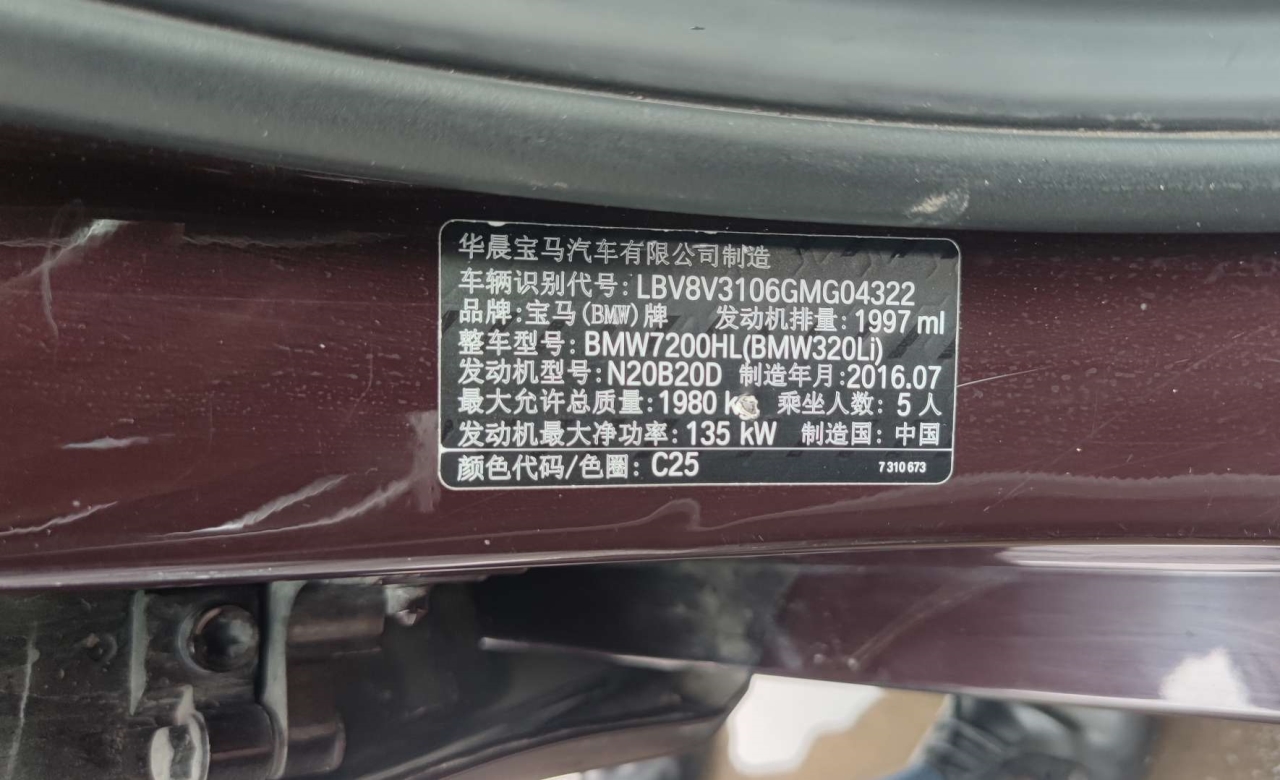 华晨宝马汽车有限公司制造
车辆识别代号: LBV8V3106GMG04322
品牌: 宝马(BMW)牌 发动机排量: 1997 ml
整车型号: BMW7200HL(BMW320Li)
发动机型号: N20B20D 制造年月: 2016.07
最大允许总质量: 1980 乘坐人数: 5 人
发动机最大净功率: 135 kW 制造国: 中国
颜色代码/色圈: C25 7 310 673